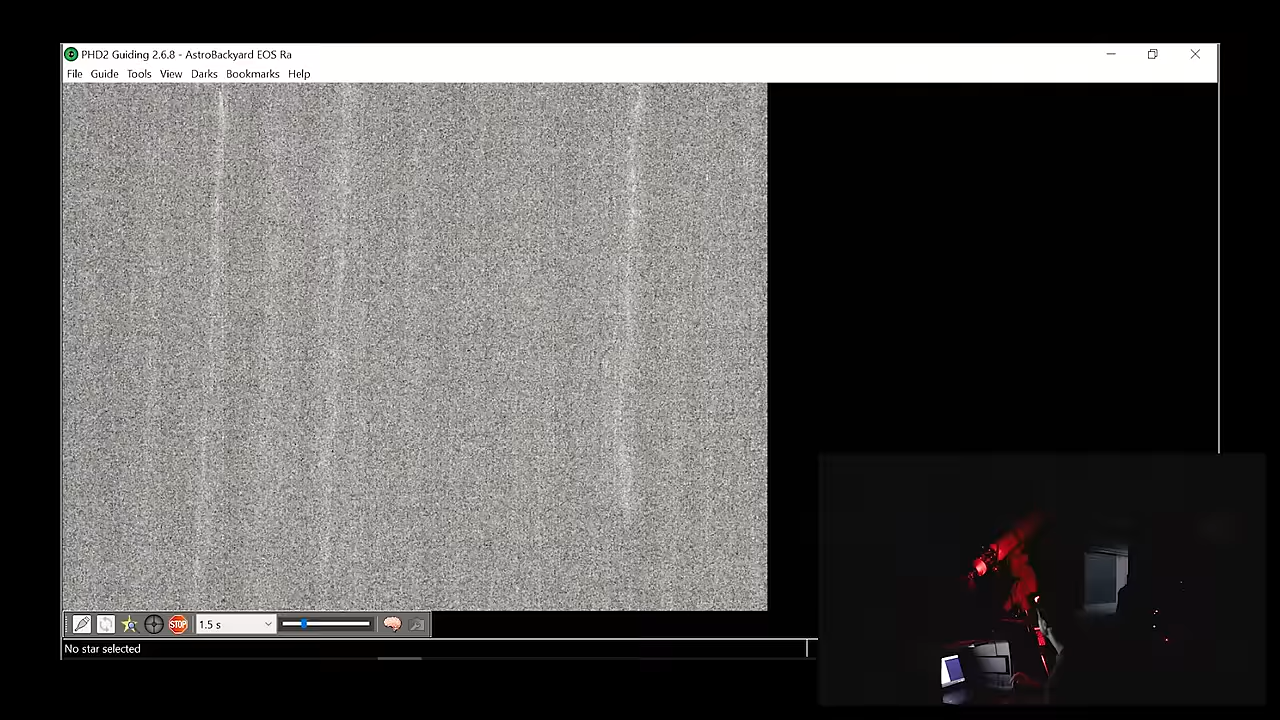 PHD2 Guiding 2.6.8 - AstroBackyard EOS Ra
File Guide Tools View Darks Bookmarks Help
STOP
1.5 s
No star selected